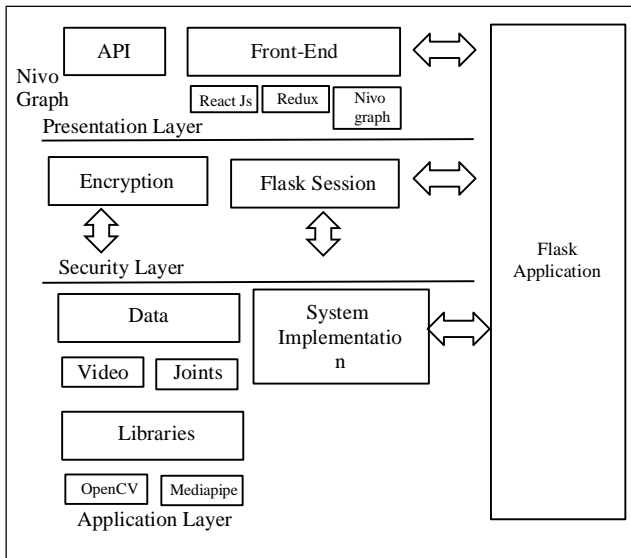 API
Front-End
Nivo
Graph
React Js
Redux
Nivo
graph
Presentation Layer
Encryption
Flask Session
Security Layer
Flask
Application
Data
System
Implementatio
n
Video
Joints
Libraries
OpenCV
Mediapipe
Application Layer